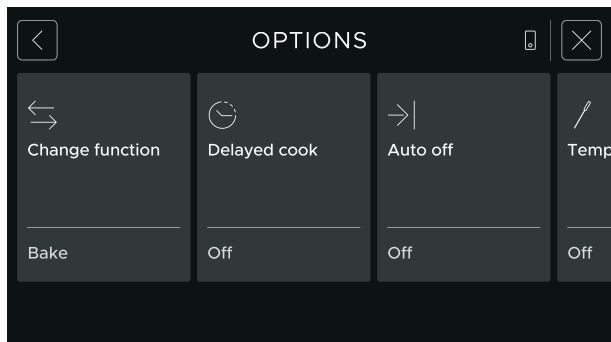 OPTIONS
Change function
Delayed cook
Auto off
Temp
Bake
Off
Off
Off